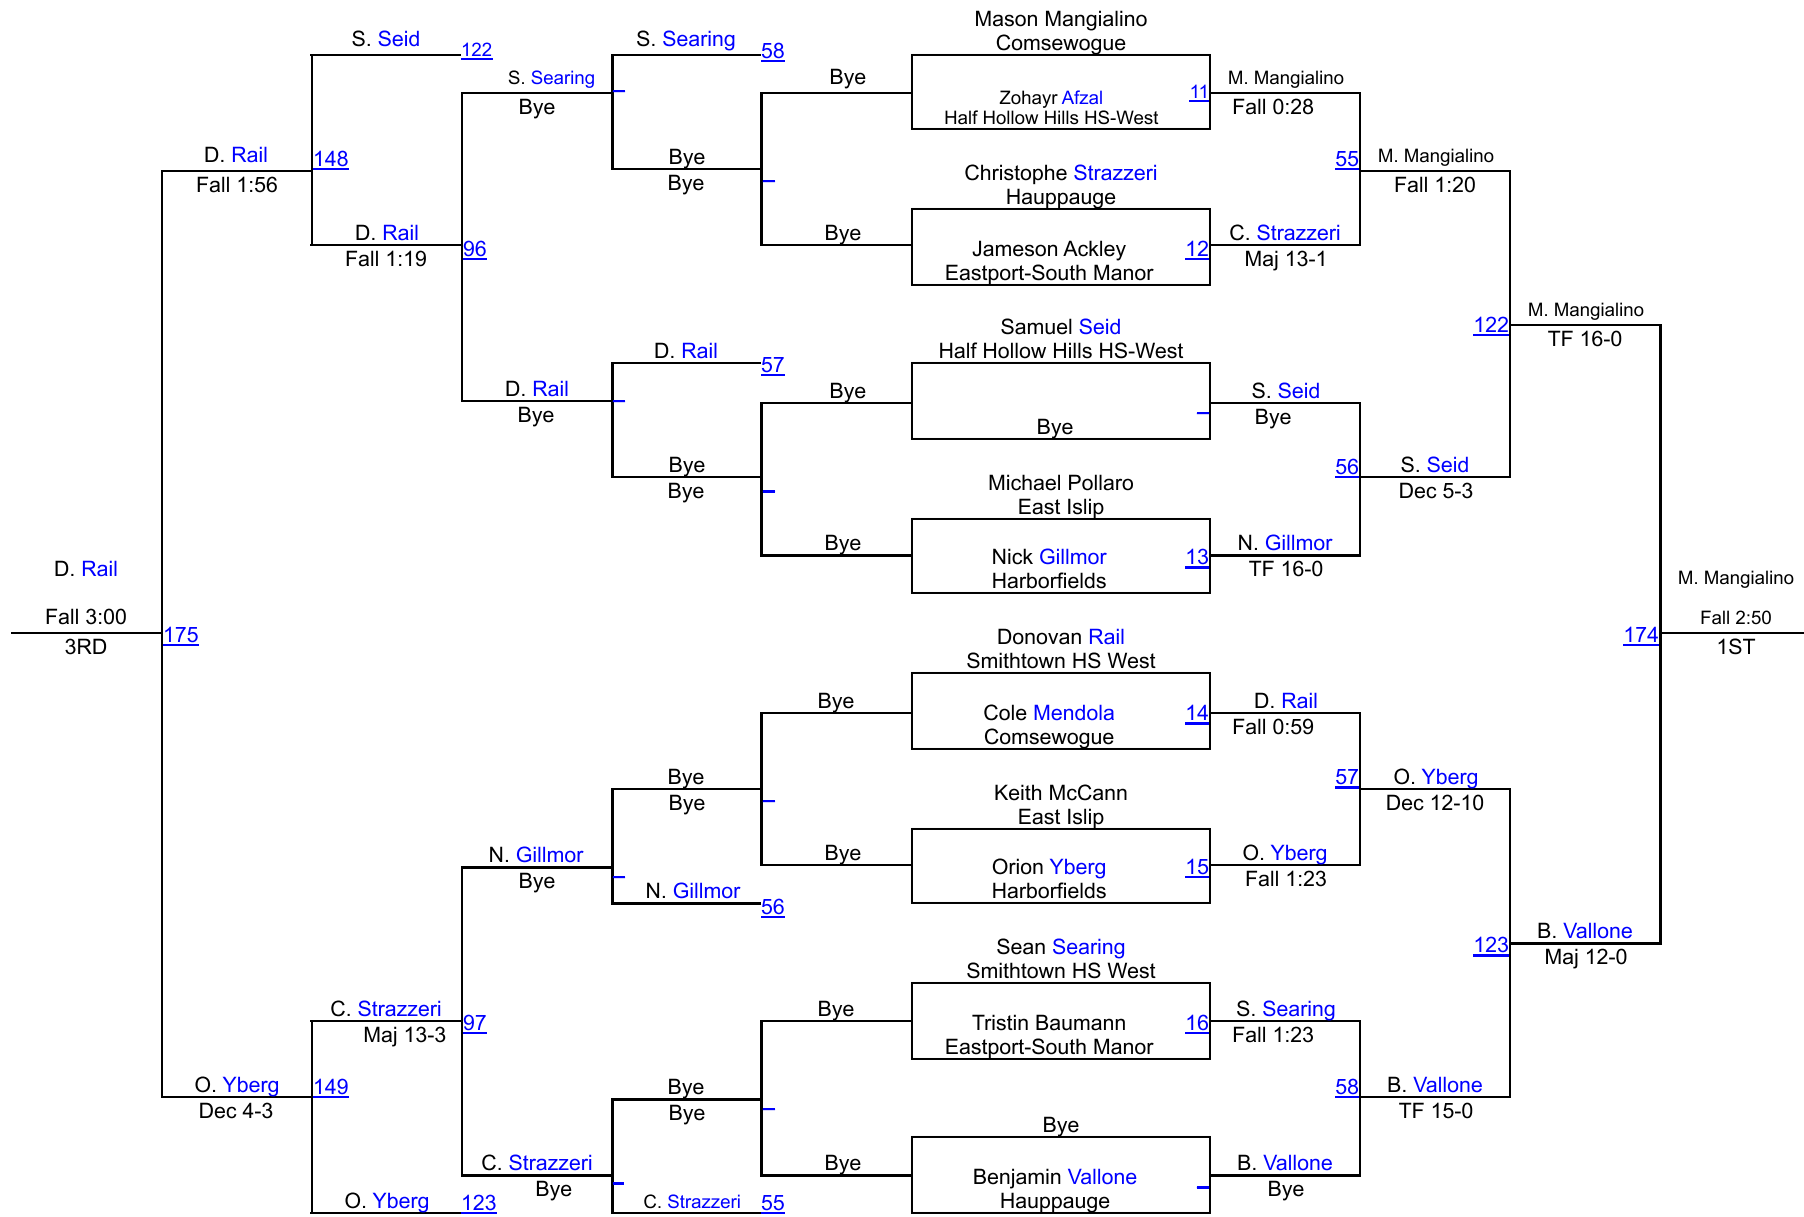 Mason Mangialino
Comsewogue
S. Seid
122
S. Searing
58
S. Searing
Bye
Bye
Zohayr Afzal
11
Half Hollow Hills HS-West
M. Mangialino
Fall 0:28
D. Rail
148
Fall 1:56
Bye
Bye
Christophe Strazzeri
Hauppauge
55
M. Mangialino
Fall 1:20
D. Rail
Fall 1:19
96
Bye
Jameson Ackley
12
Eastport-South Manor
C. Strazzeri
Maj 13-1
Samuel Seid
Half Hollow Hills HS-West
122
M. Mangialino
TF 16-0
D. Rail
57
D. Rail
Bye
Bye
Bye
S. Seid
Bye
Bye
Bye
Michael Pollaro
East Islip
56
S. Seid
Dec 5-3
Bye
Nick Gillmor
13
Harborfields
N. Gillmor
TF 16-0
D. Rail
Fall 3:00
3RD
175
M. Mangialino
Fall 2:50
1ST
174
Donovan Rail
Smithtown HS West
Bye
Cole Mendola
14
Comsewogue
D. Rail
Fall 0:59
Bye
Bye
Keith McCann
East Islip
57
O. Yberg
Dec 12-10
N. Gillmor
Bye
N. Gillmor
56
Bye
Orion Yberg
15
Harborfields
O. Yberg
Fall 1:23
Sean Searing
Smithtown HS West
123
B. Vallone
Maj 12-0
C. Strazzeri
Maj 13-3
97
Bye
Tristin Baumann
16
Eastport-South Manor
S. Searing
Fall 1:23
O. Yberg
149
Dec 4-3
Bye
Bye
Bye
58
B. Vallone
TF 15-0
C. Strazzeri
Bye
Bye
Benjamin Vallone
Hauppauge
B. Vallone
Bye
O. Yberg
123
C. Strazzeri
55